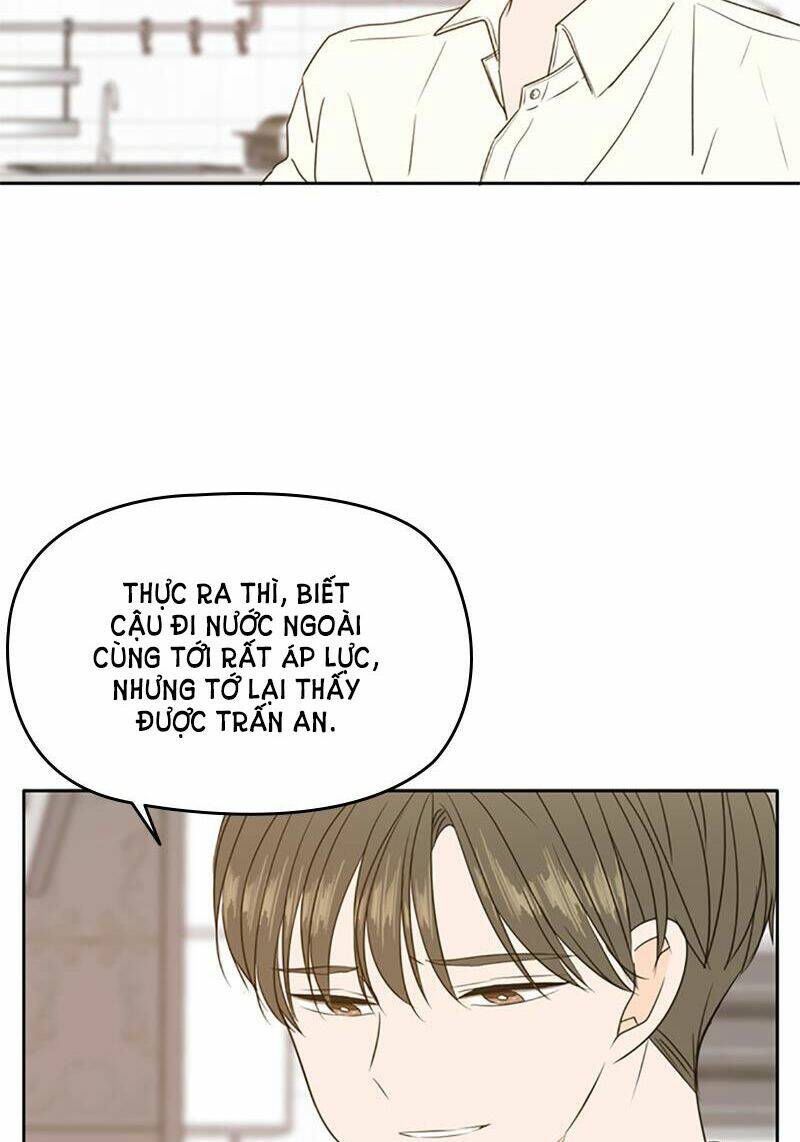 THỰC RA THÌ, BIẾT
CẬU ĐI NƯỚC NGOÀI
CÙNG TỚI RẤT ÁP LỰC,
NHƯNG TỚ LẠI THẤY
ĐƯỢC TRẤN AN.